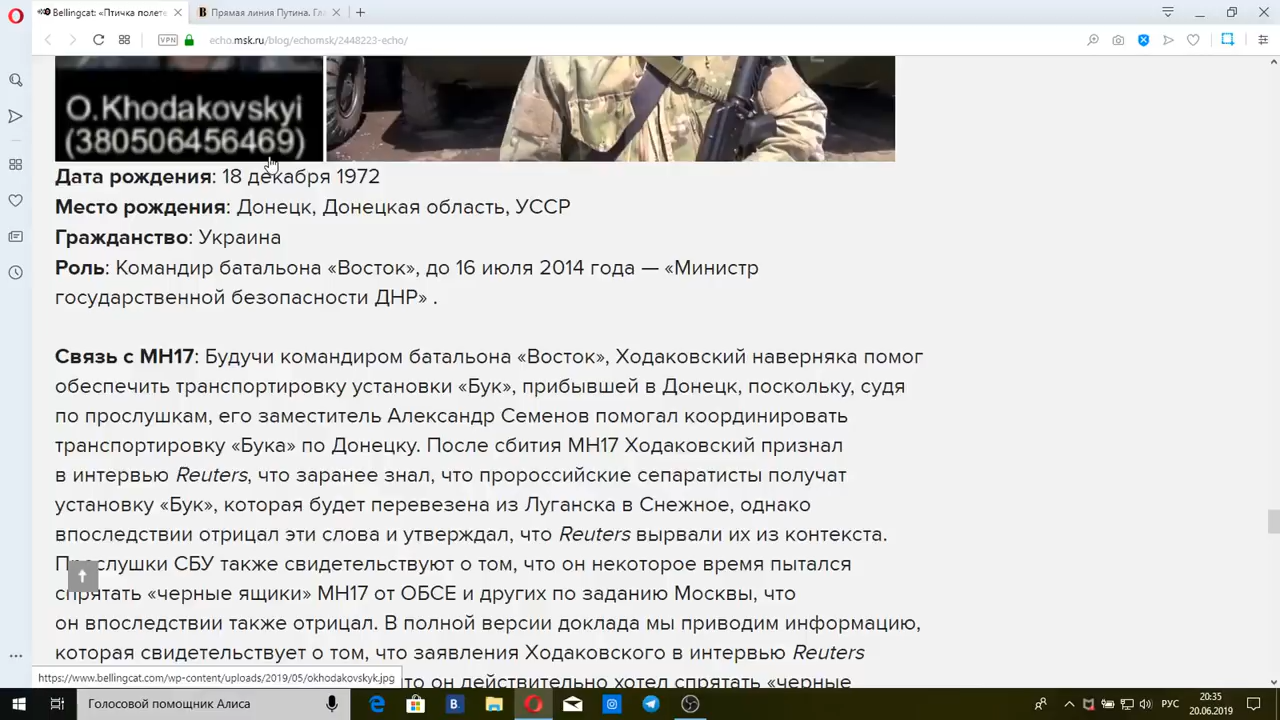 Bellingcat: «Птичка полете
Прямая линия Путина. Гл
VPN
echo.msk.ru/blog/echomsk/2448223-echo/
O.Khodakovskyi
(380506456469)
Дата рождения: 18 декабря 1972
Место рождения: Донецк, Донецкая область, УССР
Гражданство: Украина
Роль: Командир батальона «Восток», до 16 июля 2014 года — «Министр
государственной безопасности ДНР» .
Связь с MH17: Будучи командиром батальона «Восток», Ходаковский наверняка помог
обеспечить транспортировку установки «Бук», прибывшей в Донецк, поскольку, судя
по прослушкам, его заместитель Александр Семенов помогал координировать
транспортировку «Бука» по Донецку. После сбития MH17 Ходаковский признал
в интервью Reuters, что заранее знал, что пророссийские сепаратисты получат
установку «Бук», которая будет перевезена из Луганска в Снежное, однако
впоследствии отрицал эти слова и утверждал, что Reuters вырвали их из контекста.
Прослушки СБУ также свидетельствуют о том, что он некоторое время пытался
спрятать «черные ящики» MH17 от ОБСЕ и других по заданию Москвы, что
он впоследствии также отрицал. В полной версии доклада мы приводим информацию,
которая свидетельствует о том, что заявления Ходаковского в интервью Reuters
то он действительно хотел спрятать «черные
https://www.bellingcat.com/wp-content/uploads/2019/05/okhodakovskyk.jpg
Голосовой помощник Алиса
РУС
20:35
20.06.2019